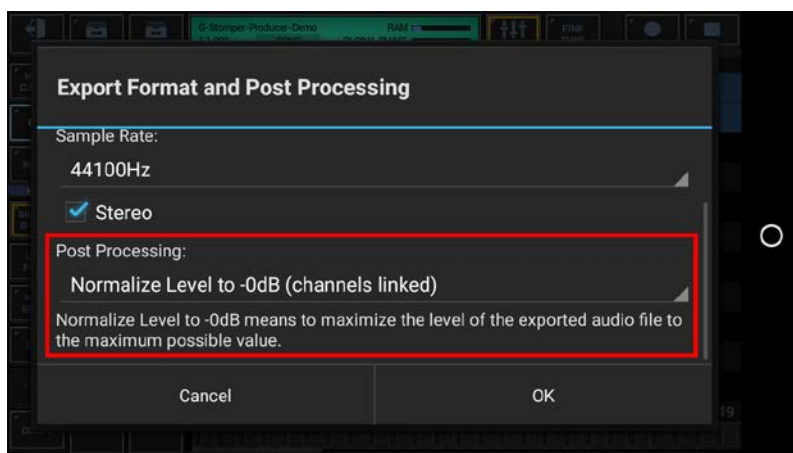 G-Stomper-Producer-Demo RAM
FINE
Export Format and Post Processing
Sample Rate:
44100Hz
Stereo
Post Processing:
Normalize Level to -0dB (channels linked)
Normalize Level to -0dB means to maximize the level of the exported audio file to
the maximum possible value.
Cancel OK
19